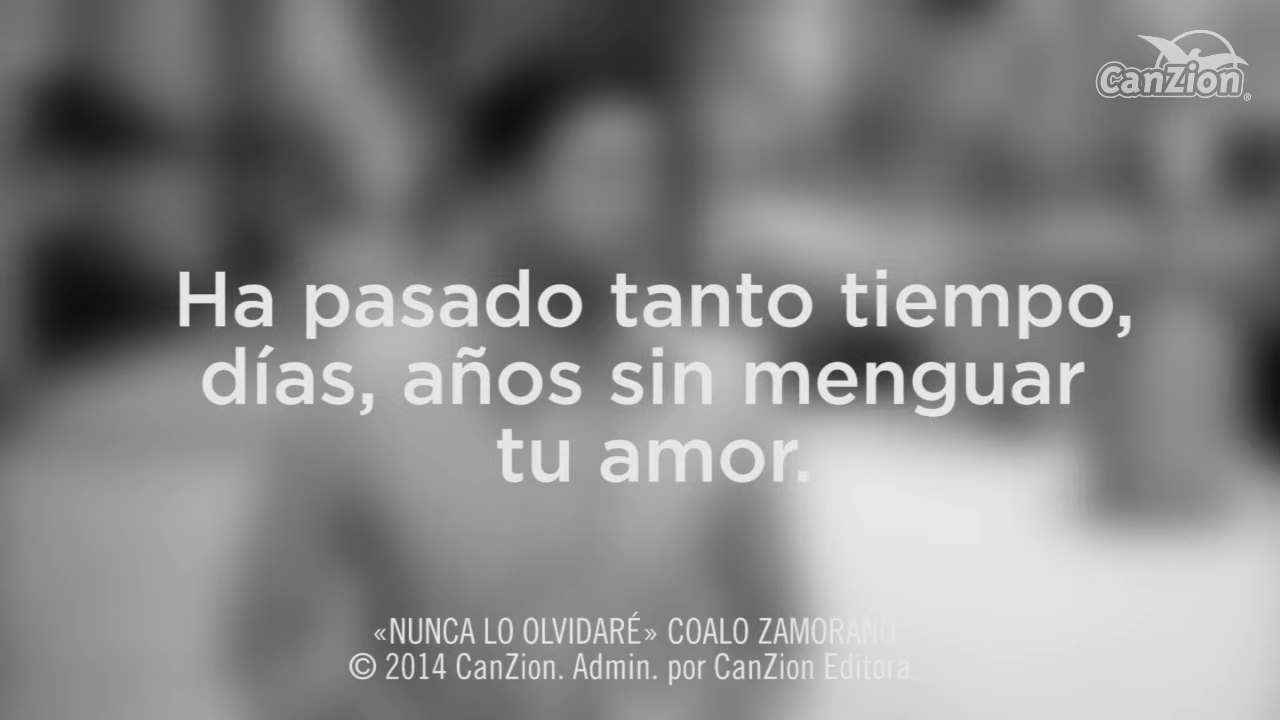 CanZion®
Ha pasado tanto tiempo,
días, años sin menguar
tu amor.
«NUNCA LO OLVIDARÉ» COALO ZAMORANO
© 2014 CanZion. Admin. por CanZion Editora.